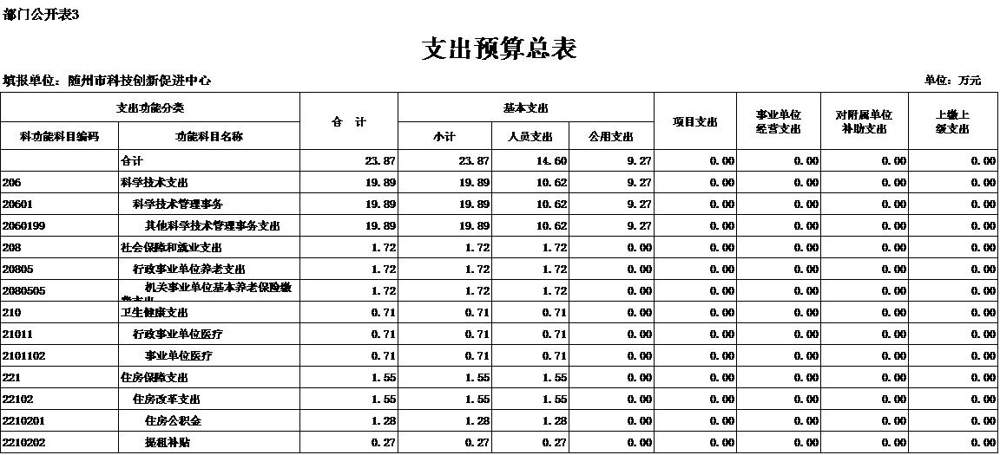 部门公开表3
支出预算总表
填报单位：随州市科技创新促进中心 单位：万元
支出功能分类 合 计 基本支出 项目支出 事业单位经营支出 对附属单位补助支出 上缴上级支出
科功能科目编码 功能科目名称 小计 人员支出 公用支出
合计 23.87 23.87 14.60 9.27 0.00 0.00 0.00 0.00
206 科学技术支出 19.89 19.89 10.62 9.27 0.00 0.00 0.00 0.00
20601 科学技术管理事务 19.89 19.89 10.62 9.27 0.00 0.00 0.00 0.00
2060199 其他科学技术管理事务支出 19.89 19.89 10.62 9.27 0.00 0.00 0.00 0.00
208 社会保障和就业支出 1.72 1.72 1.72 0.00 0.00 0.00 0.00 0.00
20805 行政事业单位养老支出 1.72 1.72 1.72 0.00 0.00 0.00 0.00 0.00
2080505 机关事业单位基本养老保险缴费支出 1.72 1.72 1.72 0.00 0.00 0.00 0.00 0.00
210 卫生健康支出 0.71 0.71 0.71 0.00 0.00 0.00 0.00 0.00
21011 行政事业单位医疗 0.71 0.71 0.71 0.00 0.00 0.00 0.00 0.00
2101102 事业单位医疗 0.71 0.71 0.71 0.00 0.00 0.00 0.00 0.00
221 住房保障支出 1.55 1.55 1.55 0.00 0.00 0.00 0.00 0.00
22102 住房改革支出 1.55 1.55 1.55 0.00 0.00 0.00 0.00 0.00
2210201 住房公积金 1.28 1.28 1.28 0.00 0.00 0.00 0.00 0.00
2210202 提租补贴 0.27 0.27 0.27 0.00 0.00 0.00 0.00 0.00